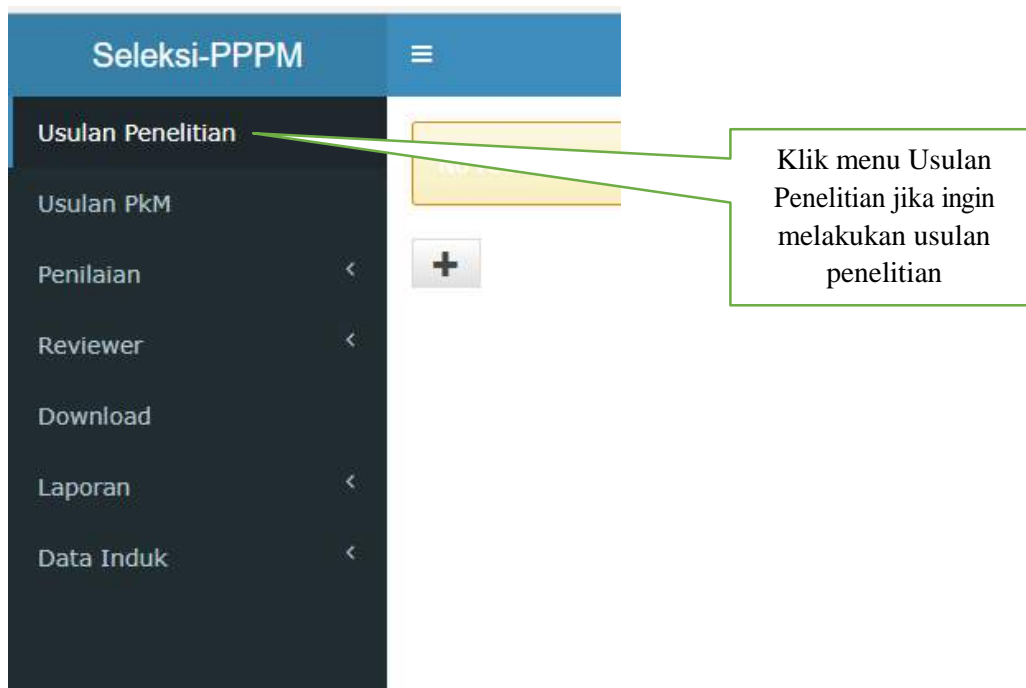 Seleksi-PPPM
Usulan Penelitian
Usulan PkM
Penilaian
Reviewer
Download
Laporan
Data Induk
Klik menu Usulan
Penelitian jika ingin
melakukan usulan
penelitian